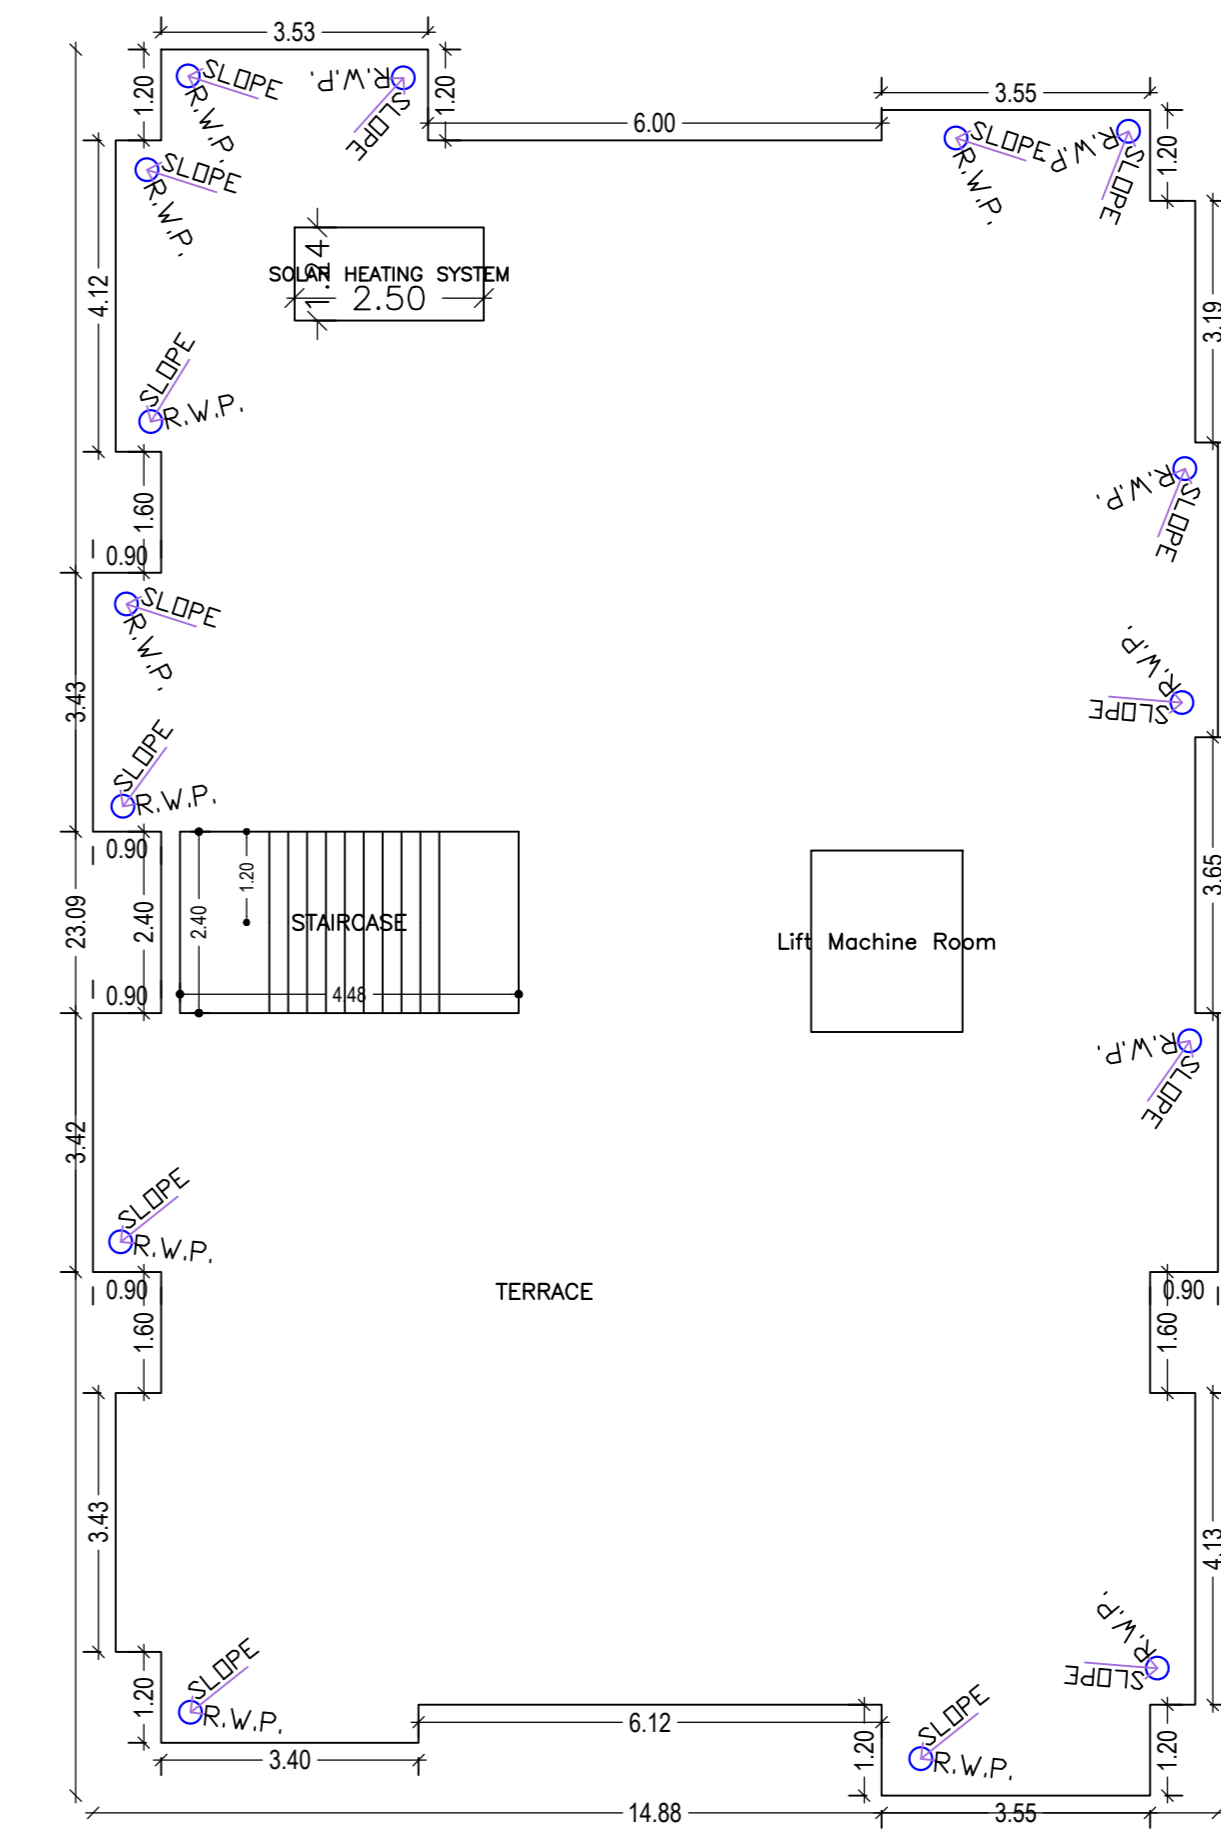 3.53
1.20
SLOPE
R.W.P.
R.W.P.
SLOPE
1.20
6.00
3.55
SLOPE
R.W.P.
R.W.P.
SLOPE
1.20
SLOPE
R.W.P.
4.12
1.24
SOLAR HEATING SYSTEM
2.50
3.19
SLOPE
R.W.P.
1.60
0.90
R.W.P.
SLOPE
SLOPE
R.W.P.
3.43
R.W.P.
SLOPE
SLOPE
R.W.P.
0.90
23.09
2.40
2.40
1.20
STAIRCASE
4.48
0.90
Lift Machine Room
3.65
R.W.P.
SLOPE
3.42
SLOPE
R.W.P.
0.90
1.60
TERRACE
0.90
1.60
3.43
4.13
R.W.P.
SLOPE
1.20
SLOPE
R.W.P.
3.40
6.12
1.20
SLOPE
R.W.P.
1.20
14.88
3.55